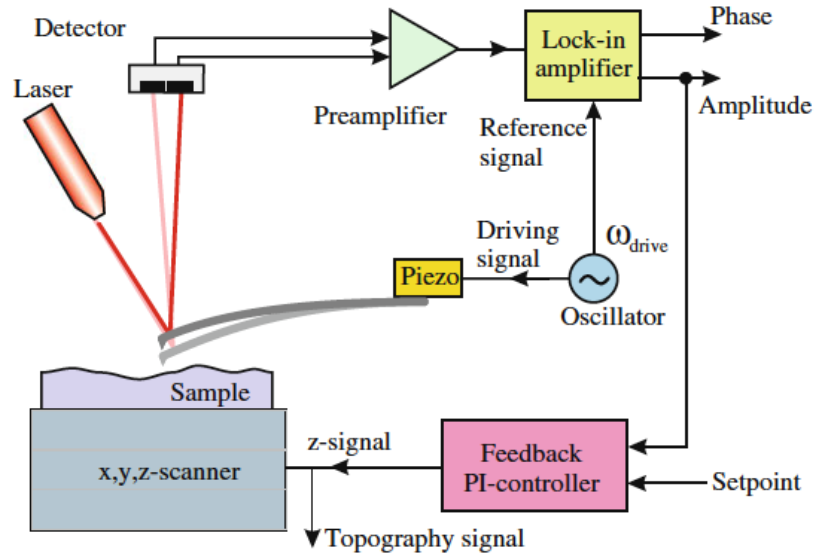 Detector
Laser
Preamplifier
Lock-in
amplifier
Phase
Amplitude
Reference
signal
Driving
signal
ω_drive
Piezo
Oscillator
Sample
x,y,z-scanner
z-signal
Feedback
PI-controller
Setpoint
Topography signal